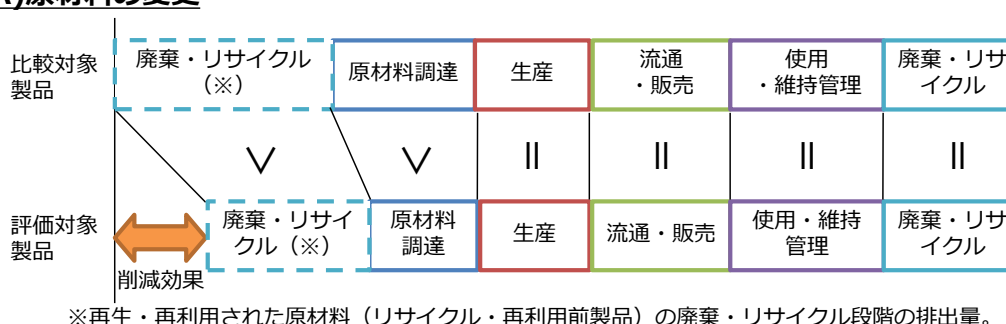 )原材料の変更
比較対象
製品
廃棄・リサイクル
（※）
原材料調達
生産
流通
・販売
使用
・維持管理
廃棄・リサ
イクル
∨
∨
=
=
=
=
評価対象
製品
廃棄・リサイ
クル（※）
原材料
調達
生産
流通・販売
使用・維持
管理
廃棄・リサ
イクル
削減効果
※再生・再利用された原材料（リサイクル・再利用前製品）の廃棄・リサイクル段階の排出量。